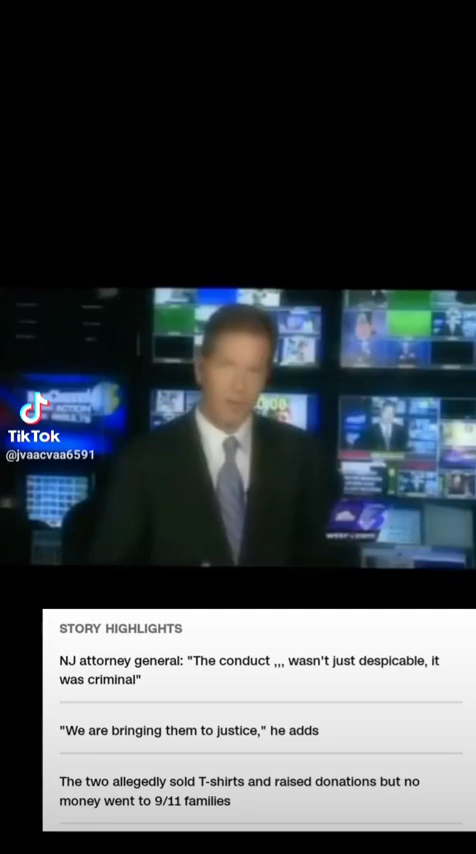 TikTok
@jvaacvaa6591
STORY HIGHLIGHTS
NJ attorney general: "The conduct ,,, wasn't just despicable, it
was criminal"
"We are bringing them to justice," he adds
The two allegedly sold T-shirts and raised donations but no
money went to 9/11 families